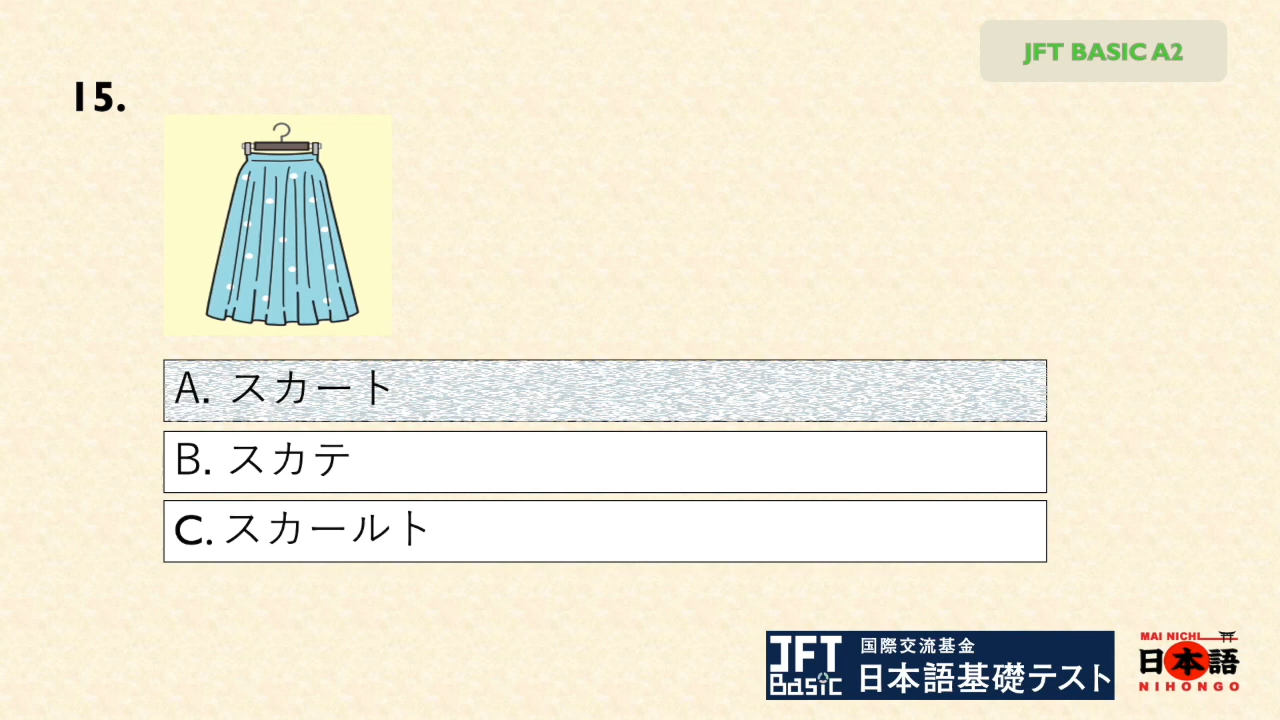 JFT BASIC A2
15.
A. スカート
B. スカテ
C. スカールト
JFT Basic
国際交流基金
日本語基礎テスト
MAI NICHI
日本語
NIHONGO